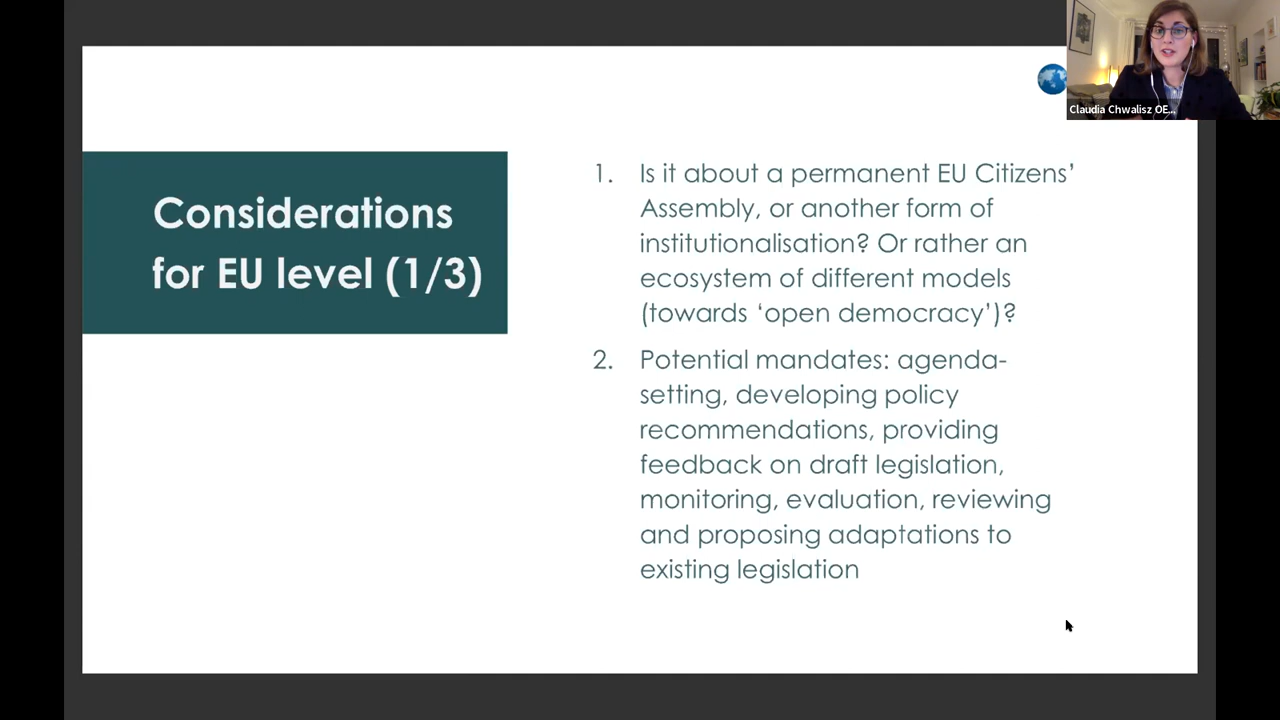 Claudia Chwalisz OE...
Considerations
for EU level (1/3)
1. Is it about a permanent EU Citizens’
Assembly, or another form of
institutionalisation? Or rather an
ecosystem of different models
(towards ‘open democracy’)?
2. Potential mandates: agenda-
setting, developing policy
recommendations, providing
feedback on draft legislation,
monitoring, evaluation, reviewing
and proposing adaptations to
existing legislation